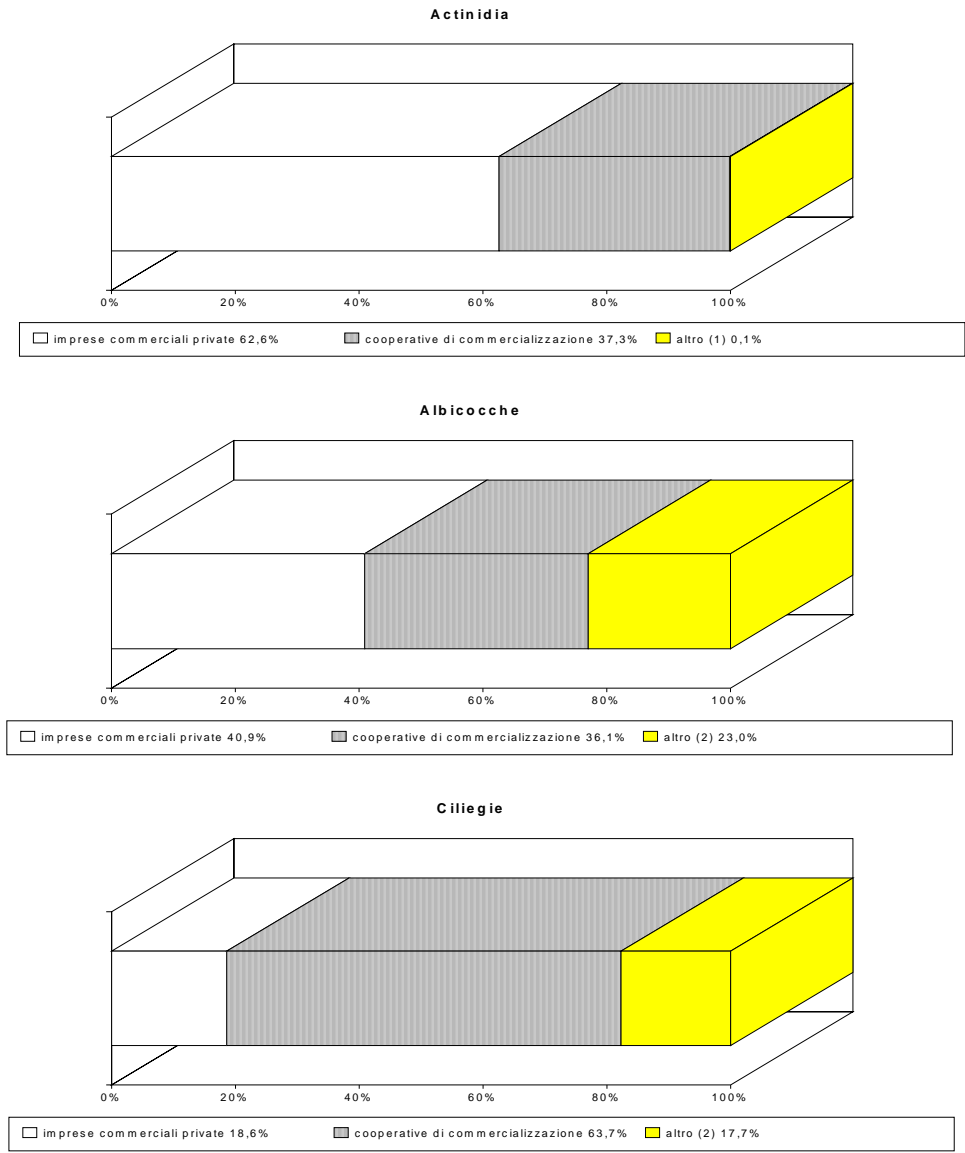 Actinidia
0% 20% 40% 60% 80% 100%
imprese commerciali private 62,6% cooperative di commercializzazione 37,3% altro (1) 0,1%
Albicocche
0% 20% 40% 60% 80% 100%
imprese commerciali private 40,9% cooperative di commercializzazione 36,1% altro (2) 23,0%
Ciliegie
0% 20% 40% 60% 80% 100%
imprese commerciali private 18,6% cooperative di commercializzazione 63,7% altro (2) 17,7%